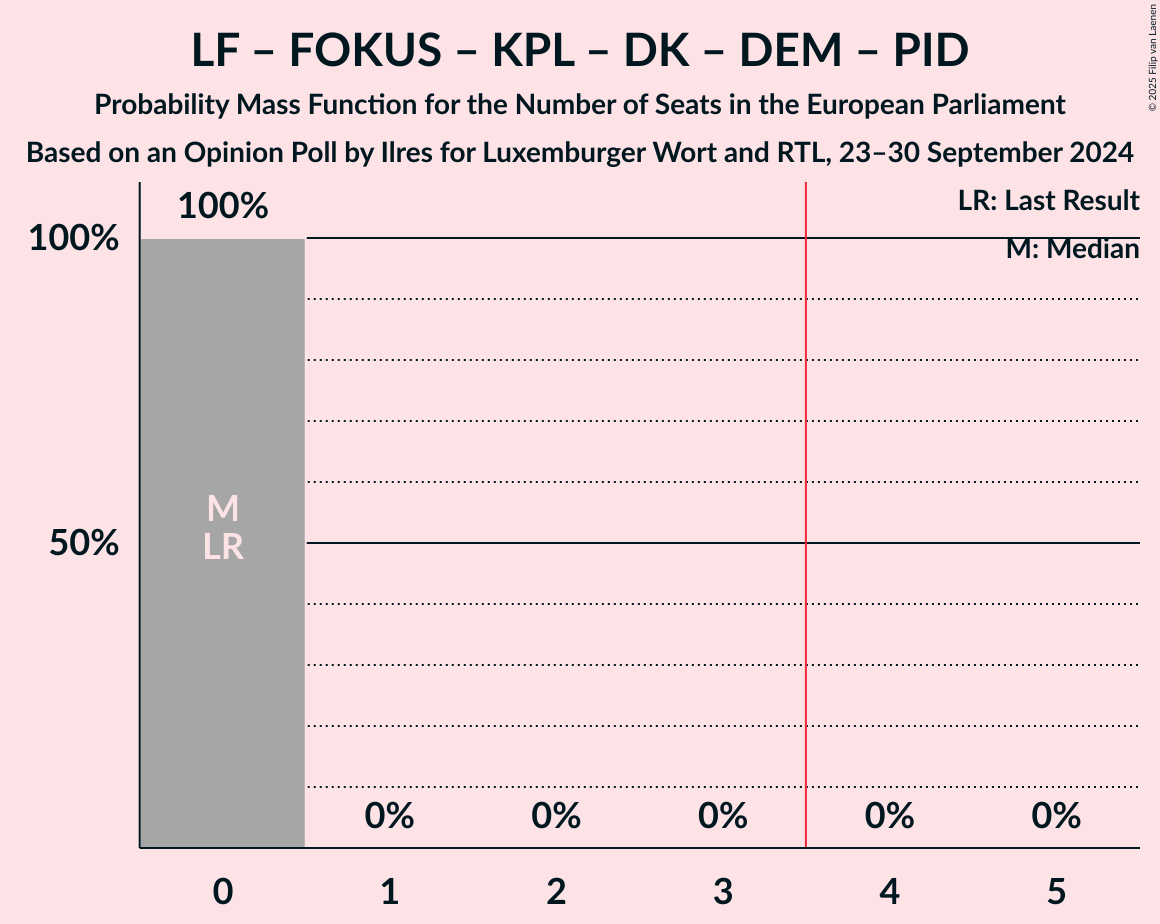 LF – FOKUS – KPL – DK – DEM – PID
Probability Mass Function for the Number of Seats in the European Parliament
Based on an Opinion Poll by Ilres for Luxemburger Wort and RTL, 23–30 September 2024
© 2025 Filip van Laenen
LR: Last Result
M: Median
100%
100%
50%
M
LR
0% 0% 0% 0% 0%
0 1 2 3 4 5